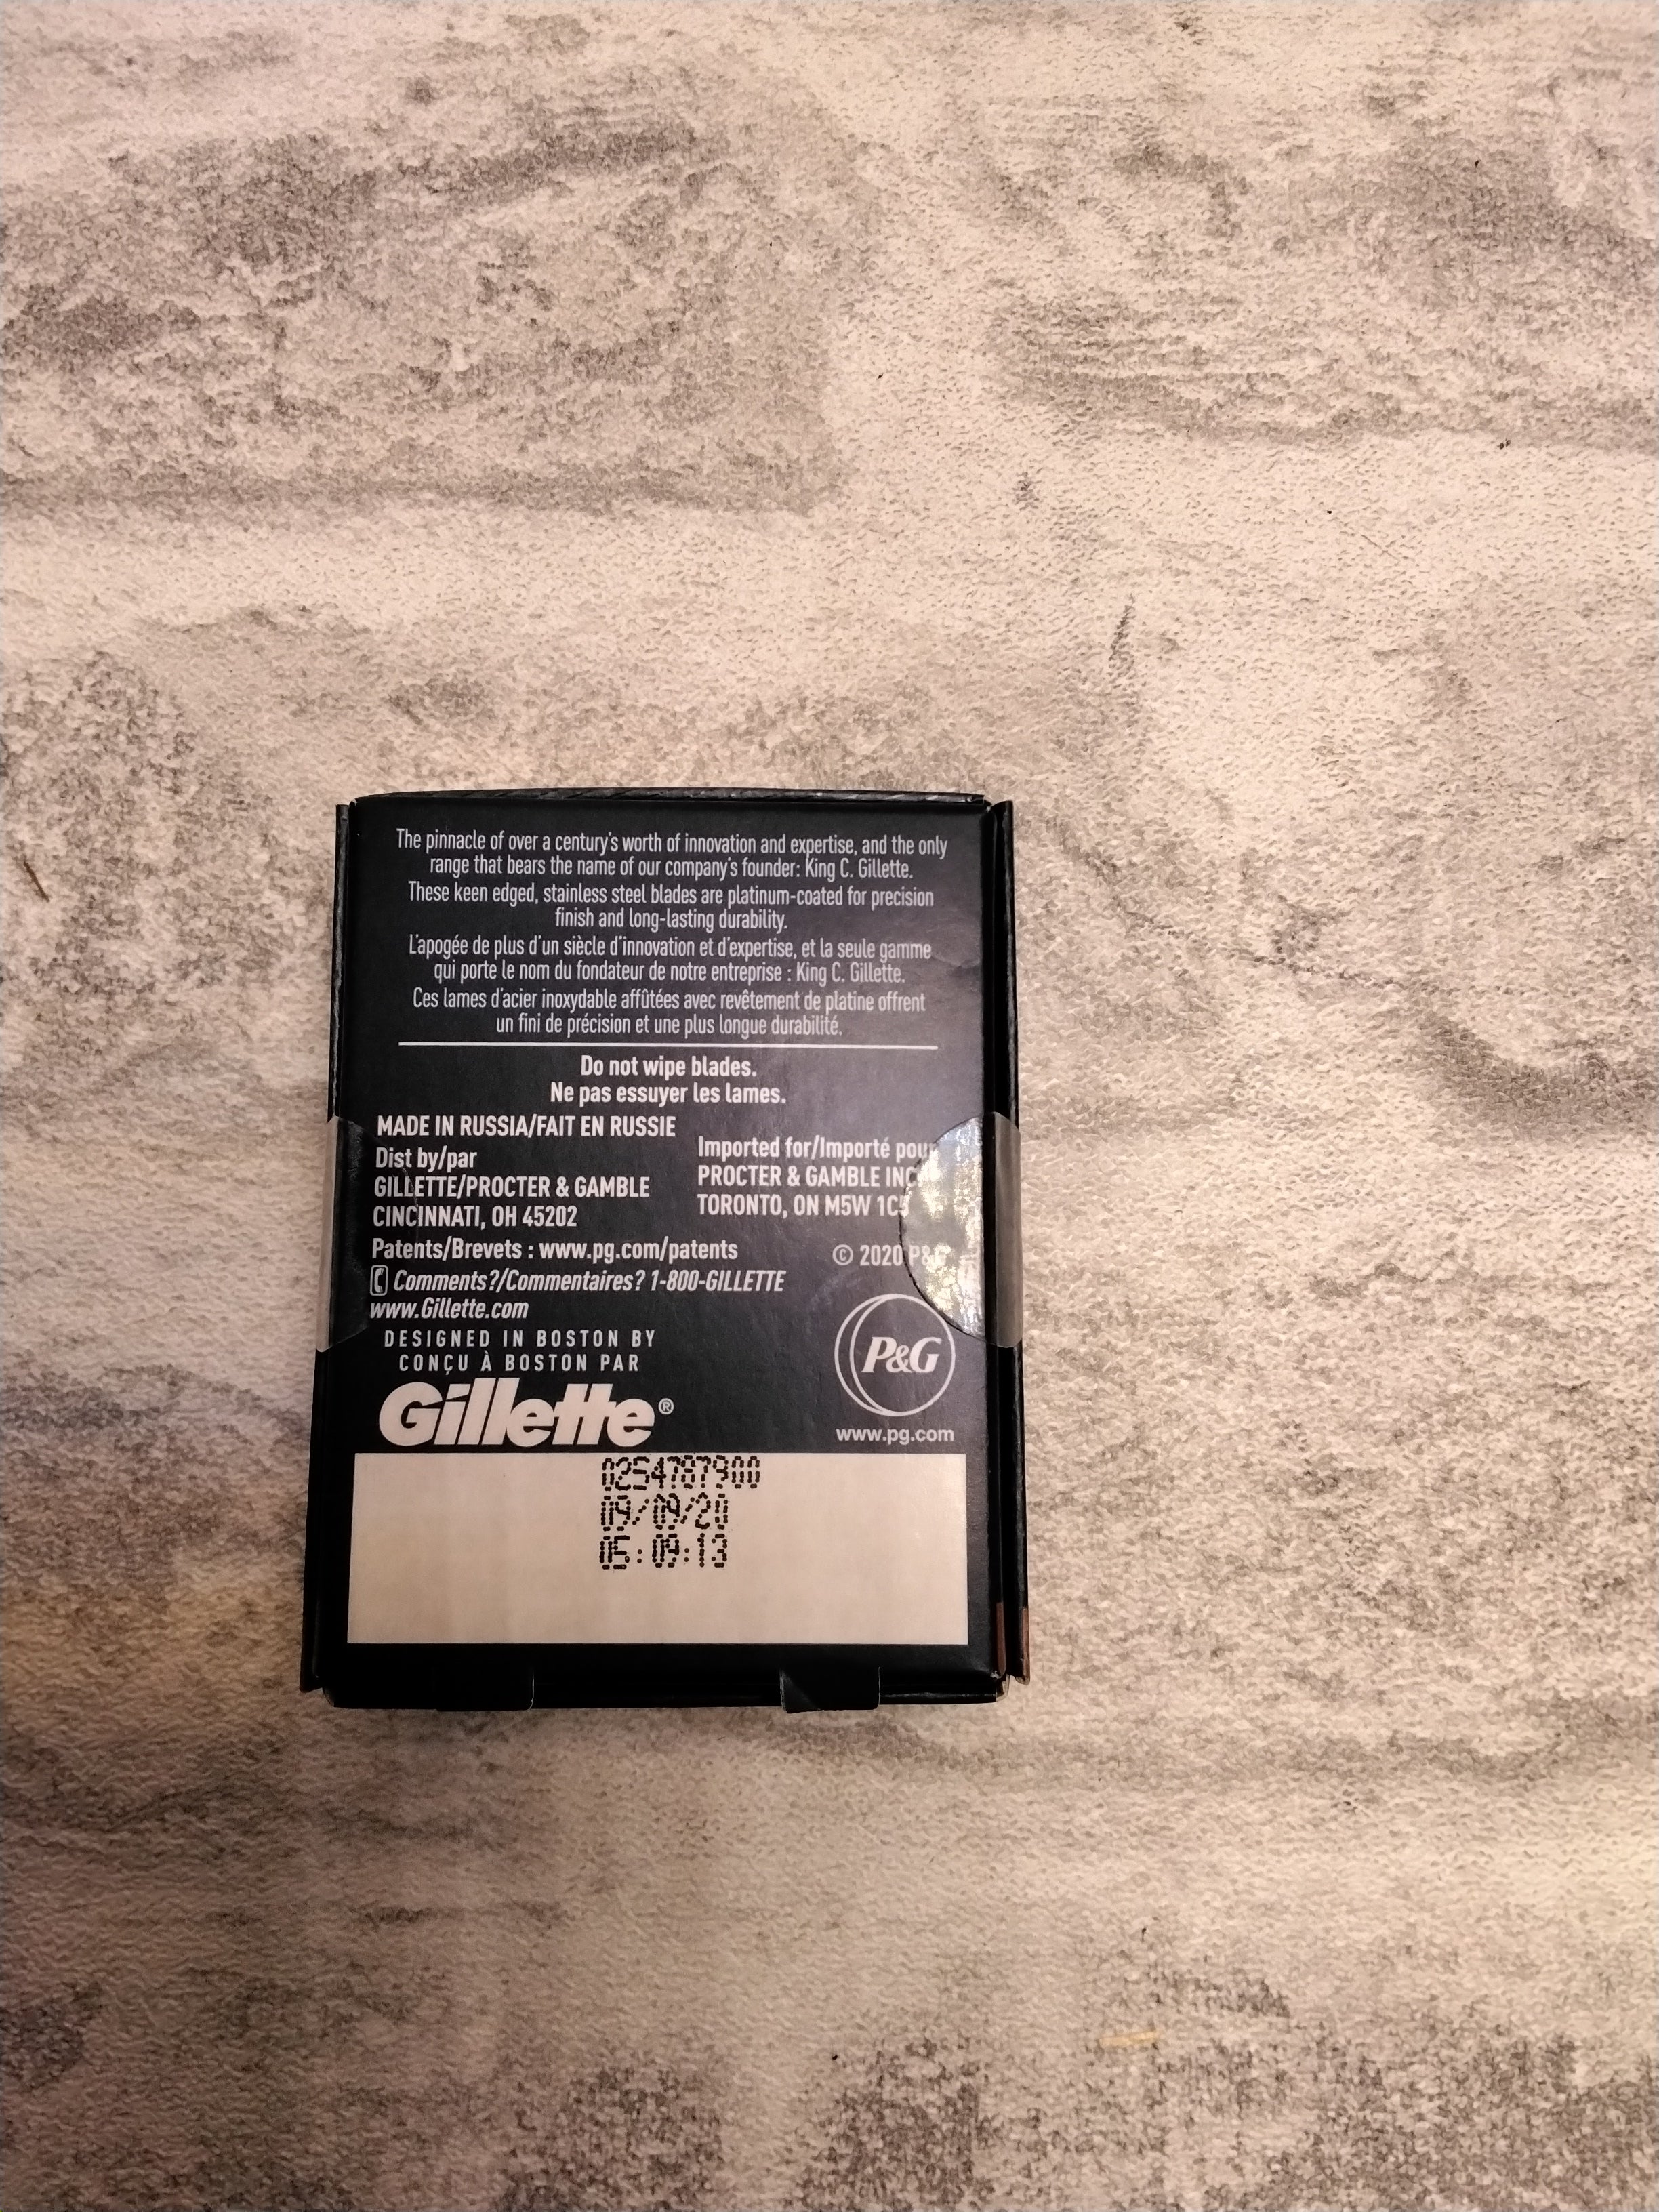 The pinnacle of over a century's worth of innovation and expertise, and the only
range that bears the name of our company's founder: King C. Gillette.
These keen edged, stainless steel blades are platinum-coated for precision
finish and long-lasting durability.
L'apogée de plus d'un siècle d'innovation et d'expertise, et la seule gamme
qui porte le nom du fondateur de notre entreprise : King C. Gillette.
Ces lames d'acier inoxydable affûtées avec revêtement de platine offrent
un fini de précision et une plus longue durabilité.
Do not wipe blades.
Ne pas essuyer les lames.
MADE IN RUSSIA/FAIT EN RUSSIE
Dist by/par
GILLETTE/PROCTER & GAMBLE
CINCINNATI, OH 45202
Imported for/Importé pour
PROCTER & GAMBLE INC.
TORONTO, ON M5W 1C5
Patents/Brevets : www.pg.com/patents
© 2020 P&G
Comments?/Commentaires? 1-800-GILLETTE
www.Gillette.com
DESIGNED IN BOSTON BY
CONÇU À BOSTON PAR
Gillette®
P&G
www.pg.com
0254787900
09/09/20
05:09:13